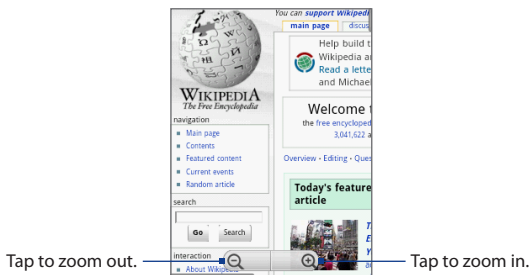 You can support Wikipedi
main page discus
Help build t
Wikipedia a
Read a lette
and Michael
WIKIPEDIA
The Free Encyclopedia
navigation
Main page
Contents
Featured content
Current events
Random article
Welcome t
the free encycloped
3,041,622 a
Overview · Editing · Ques
search
Go Search
Today's feature
article
T
E
Y
interaction
About Wikipedia
Tap to zoom out.
Tap to zoom in.